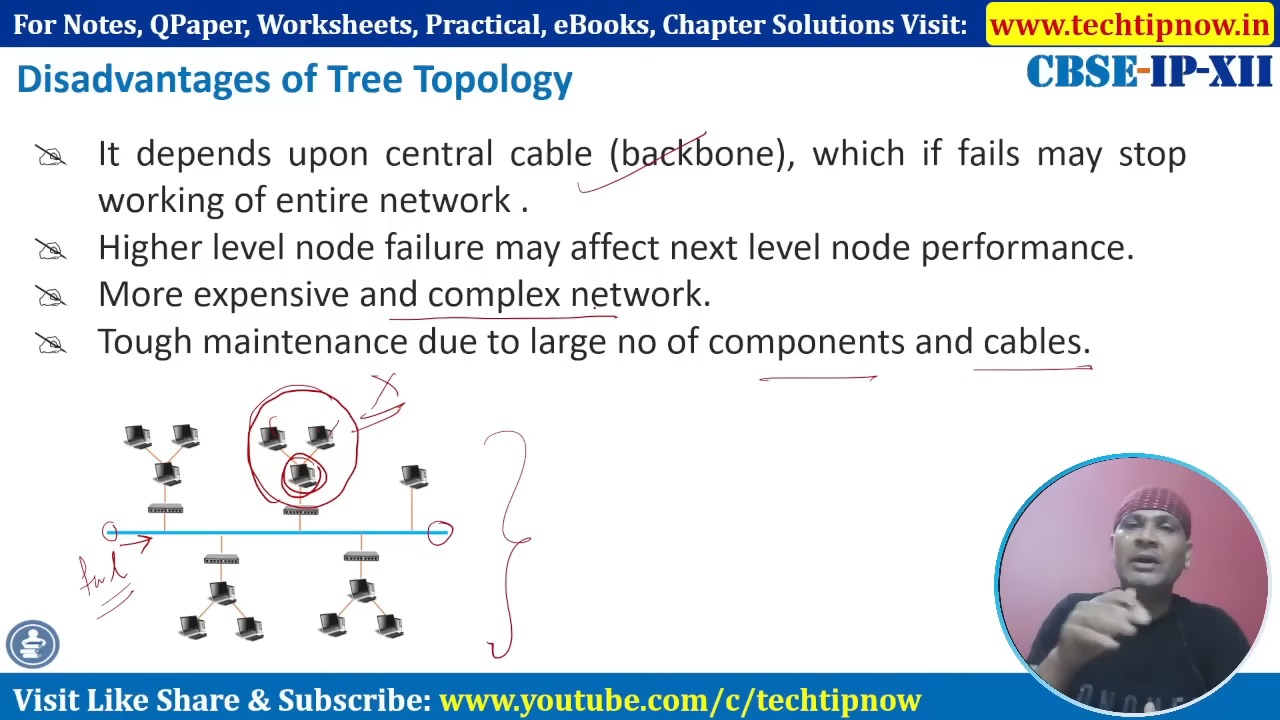 For Notes, QPaper, Worksheets, Practical, eBooks, Chapter Solutions Visit: www.techtipnow.in
Disadvantages of Tree Topology
CBSE-IP-XII
It depends upon central cable (backbone), which if fails may stop
working of entire network .
Higher level node failure may affect next level node performance.
More expensive and complex network.
Tough maintenance due to large no of components and cables.
X
Visit Like Share & Subscribe: www.youtube.com/c/techtipnow